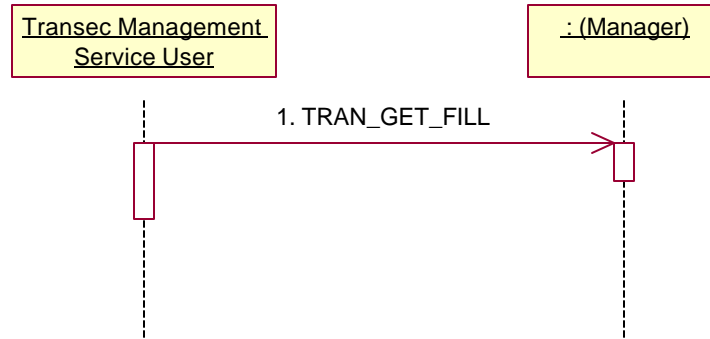 Transec Management
Service User
: (Manager)
1. TRAN_GET_FILL